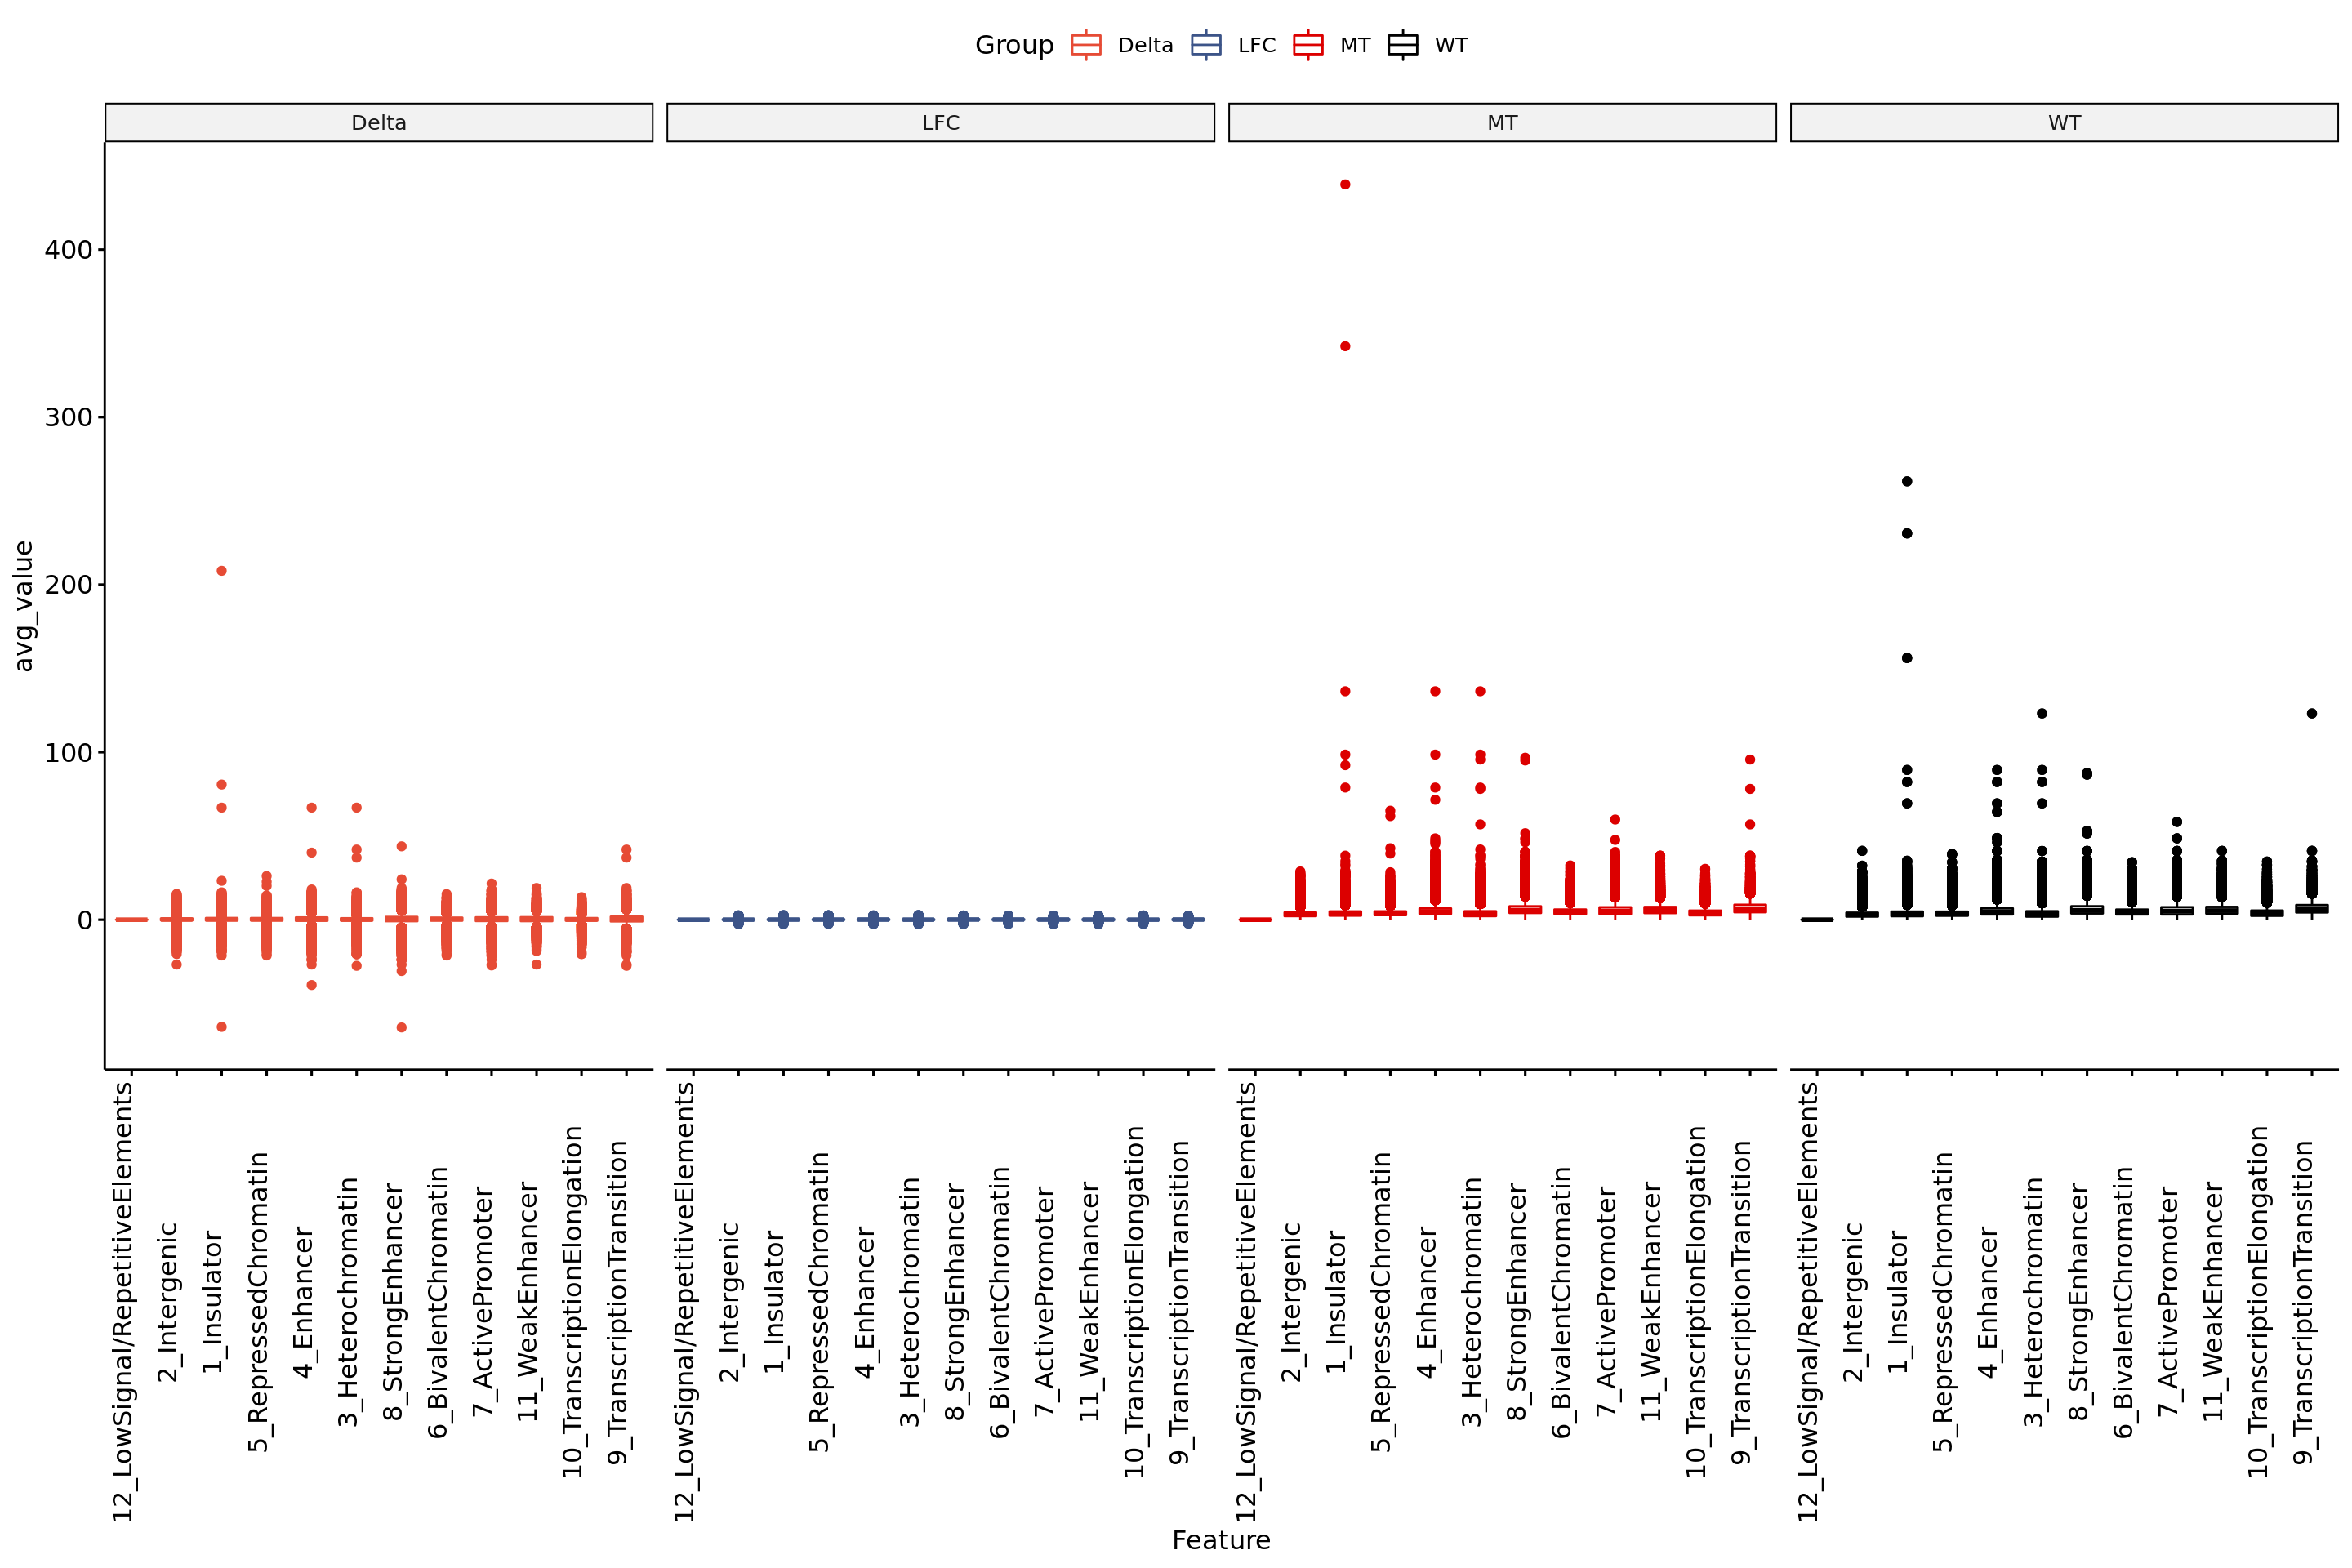 Group Delta LFC MT WT
Delta LFC MT WT
avg_value
400
300
200
100
0
12_LowSignal/RepetitiveElements
2_Intergenic
1_Insulator
5_RepressedChromatin
4_Enhancer
3_Heterochromatin
8_StrongEnhancer
6_BivalentChromatin
7_ActivePromoter
11_WeakEnhancer
10_TranscriptionElongation
9_TranscriptionTransition
12_LowSignal/RepetitiveElements
2_Intergenic
1_Insulator
5_RepressedChromatin
4_Enhancer
3_Heterochromatin
8_StrongEnhancer
6_BivalentChromatin
7_ActivePromoter
11_WeakEnhancer
10_TranscriptionElongation
9_TranscriptionTransition
12_LowSignal/RepetitiveElements
2_Intergenic
1_Insulator
5_RepressedChromatin
4_Enhancer
3_Heterochromatin
8_StrongEnhancer
6_BivalentChromatin
7_ActivePromoter
11_WeakEnhancer
10_TranscriptionElongation
9_TranscriptionTransition
12_LowSignal/RepetitiveElements
2_Intergenic
1_Insulator
5_RepressedChromatin
4_Enhancer
3_Heterochromatin
8_StrongEnhancer
6_BivalentChromatin
7_ActivePromoter
11_WeakEnhancer
10_TranscriptionElongation
9_TranscriptionTransition
Feature